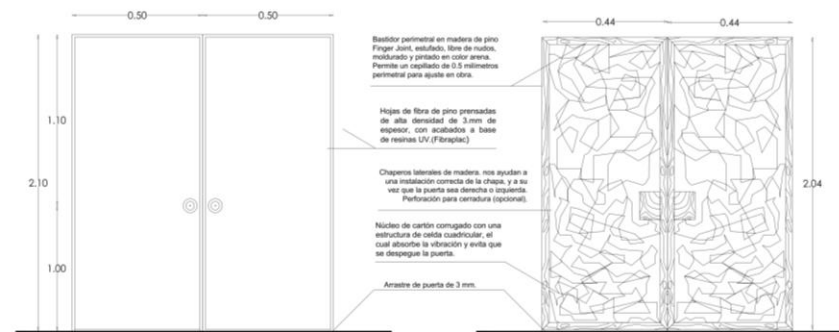 0.50
0.50
0.44
0.44
Bastidor perimetral en madera de pino
Finger Joint, estufado, libre de nudos,
moldurado y pintado en color arena.
Permite un cepillado de 0.5 milímetros
perimetral para ajuste en obra.
1.10
Hojas de fibra de pino prensadas
de alta densidad de 3.mm de
espesor, con acabados a base
de resinas UV.(Fibraplac)
2.10
Chaperos laterales de madera. nos ayudan a
una instalación correcta de la chapa, y a su
vez que la puerta sea derecha o izquierda.
Perforación para cerradura (opcional).
2.04
Núcleo de cartón corrugado con una
estructura de celda cuadricular, el
cual absorbe la vibración y evita que
se despegue la puerta.
1.00
Arrastre de puerta de 3 mm.